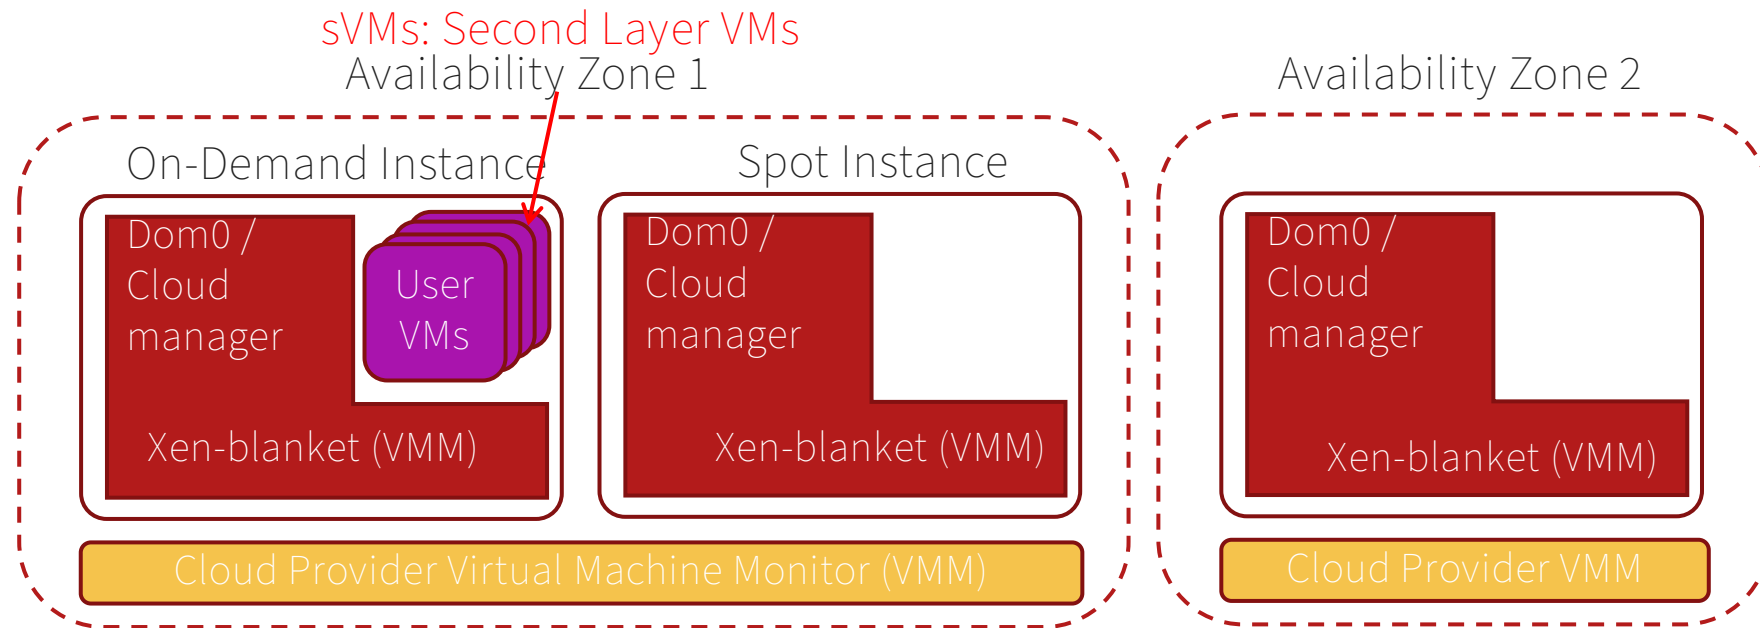 sVMs: Second Layer VMs
Availability Zone 1
Availability Zone 2
On-Demand Instance
Spot Instance
Dom0 /
Cloud
manager
User
VMs
Xen-blanket (VMM)
Dom0 /
Cloud
manager
Xen-blanket (VMM)
Dom0 /
Cloud
manager
Xen-blanket (VMM)
Cloud Provider Virtual Machine Monitor (VMM)
Cloud Provider VMM